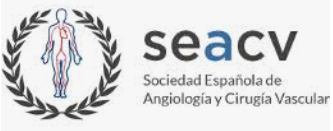 seacv
Sociedad Española de
Angiología y Cirugía Vascular